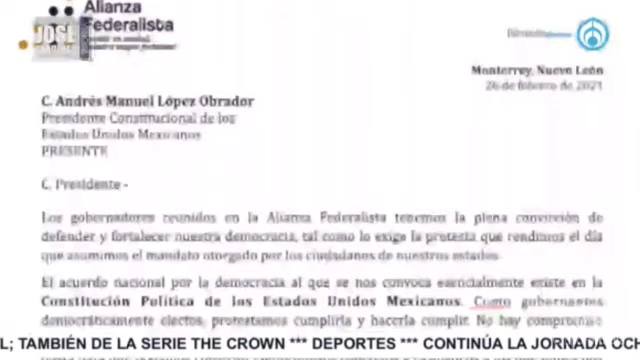 Alianza
Federalista
JOSE
Monterrey, Nuevo León
26 de febrero de 2021
C. Andrés Manuel López Obrador
Presidente Constitucional de los
Estados Unidos Mexicanos
PRESENTE
C. Presidente -
Los gobernadores reunidos en la Alianza Federalista tenemos la plena convicción de
defender y fortalecer nuestra democracia, tal como lo exige la protesta que rendimos el día
que asumimos el mandato otorgado por los ciudadanos de nuestros estados.
El acuerdo nacional por la democracia al que se nos convoca esencialmente existe en la
Constitución Política de los Estados Unidos Mexicanos. Como gobernantes
democráticamente electos, protestamos cumplirla y hacerla cumplir. No hay compromiso
L; TAMBIÉN DE LA SERIE THE CROWN *** DEPORTES *** CONTINÚA LA JORNADA OCH